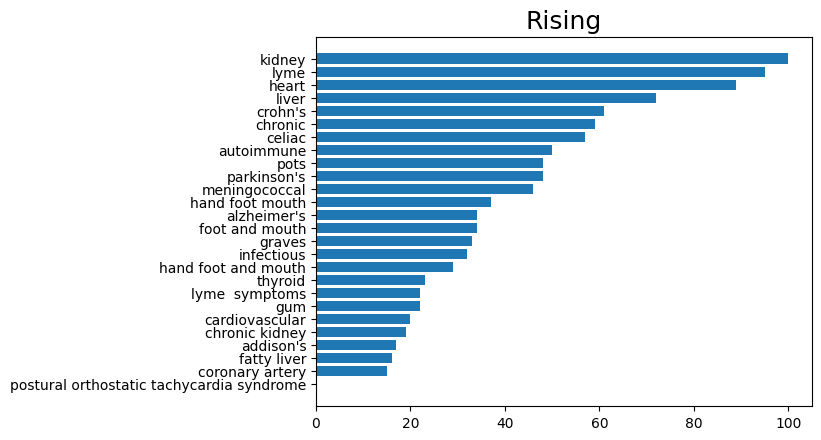 Rising
kidney
lyme
heart
liver
crohn's
chronic
celiac
autoimmune
pots
parkinson's
meningococcal
hand foot mouth
alzheimer's
foot and mouth
graves
infectious
hand foot and mouth
thyroid
lyme  symptoms
gum
cardiovascular
chronic kidney
addison's
fatty liver
coronary artery
postural orthostatic tachycardia syndrome
0 20 40 60 80 100